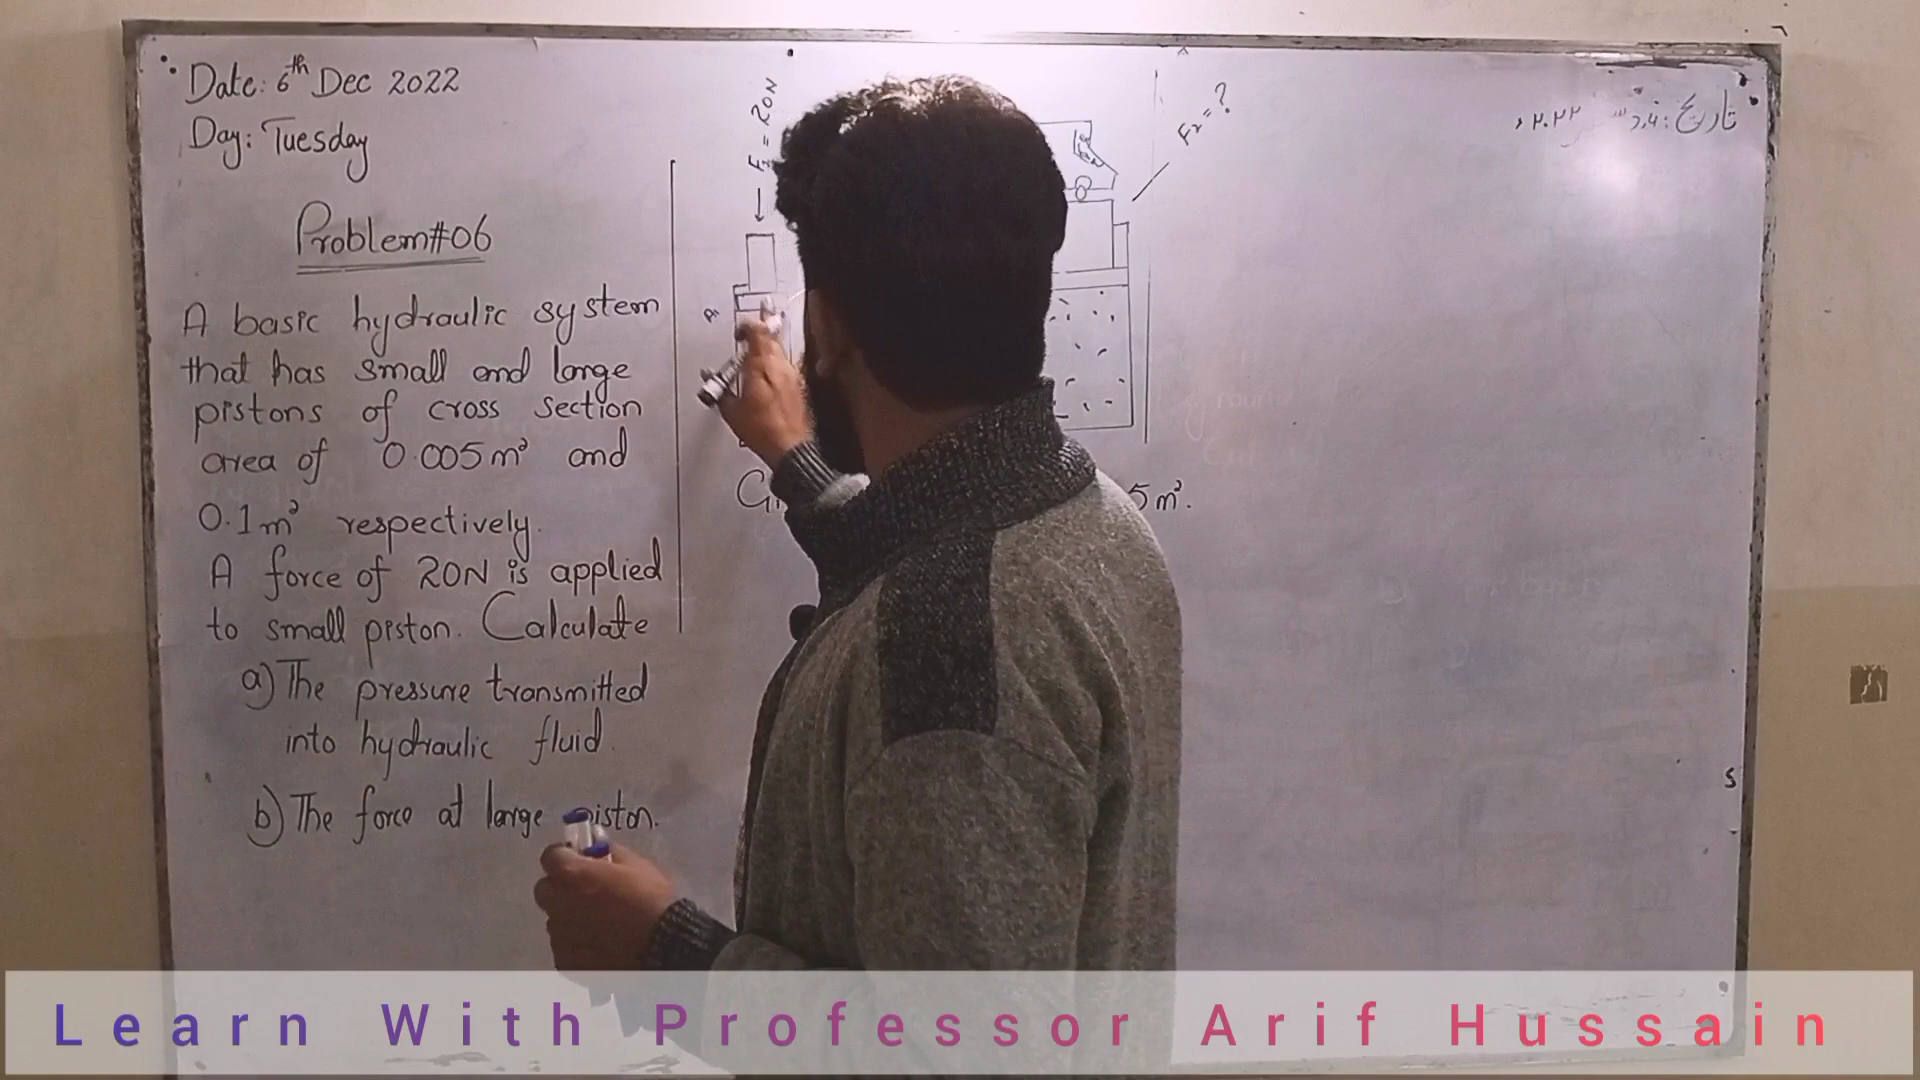 Date: 6th Dec 2022
Day: Tuesday
Problem#06
A basic hydraulic system
that has small and large
pistons of cross section
area of 0.005m² and
0.1m² respectively.
A force of 20N is applied
to small piston. Calculate
a) The pressure transmitted
into hydraulic fluid.
b) The force at large piston.
= 20N
A₁
F₂ = ?
5m².
تاریخ:
۲۰۲۲ء
S
Learn With Professor Arif Hussain